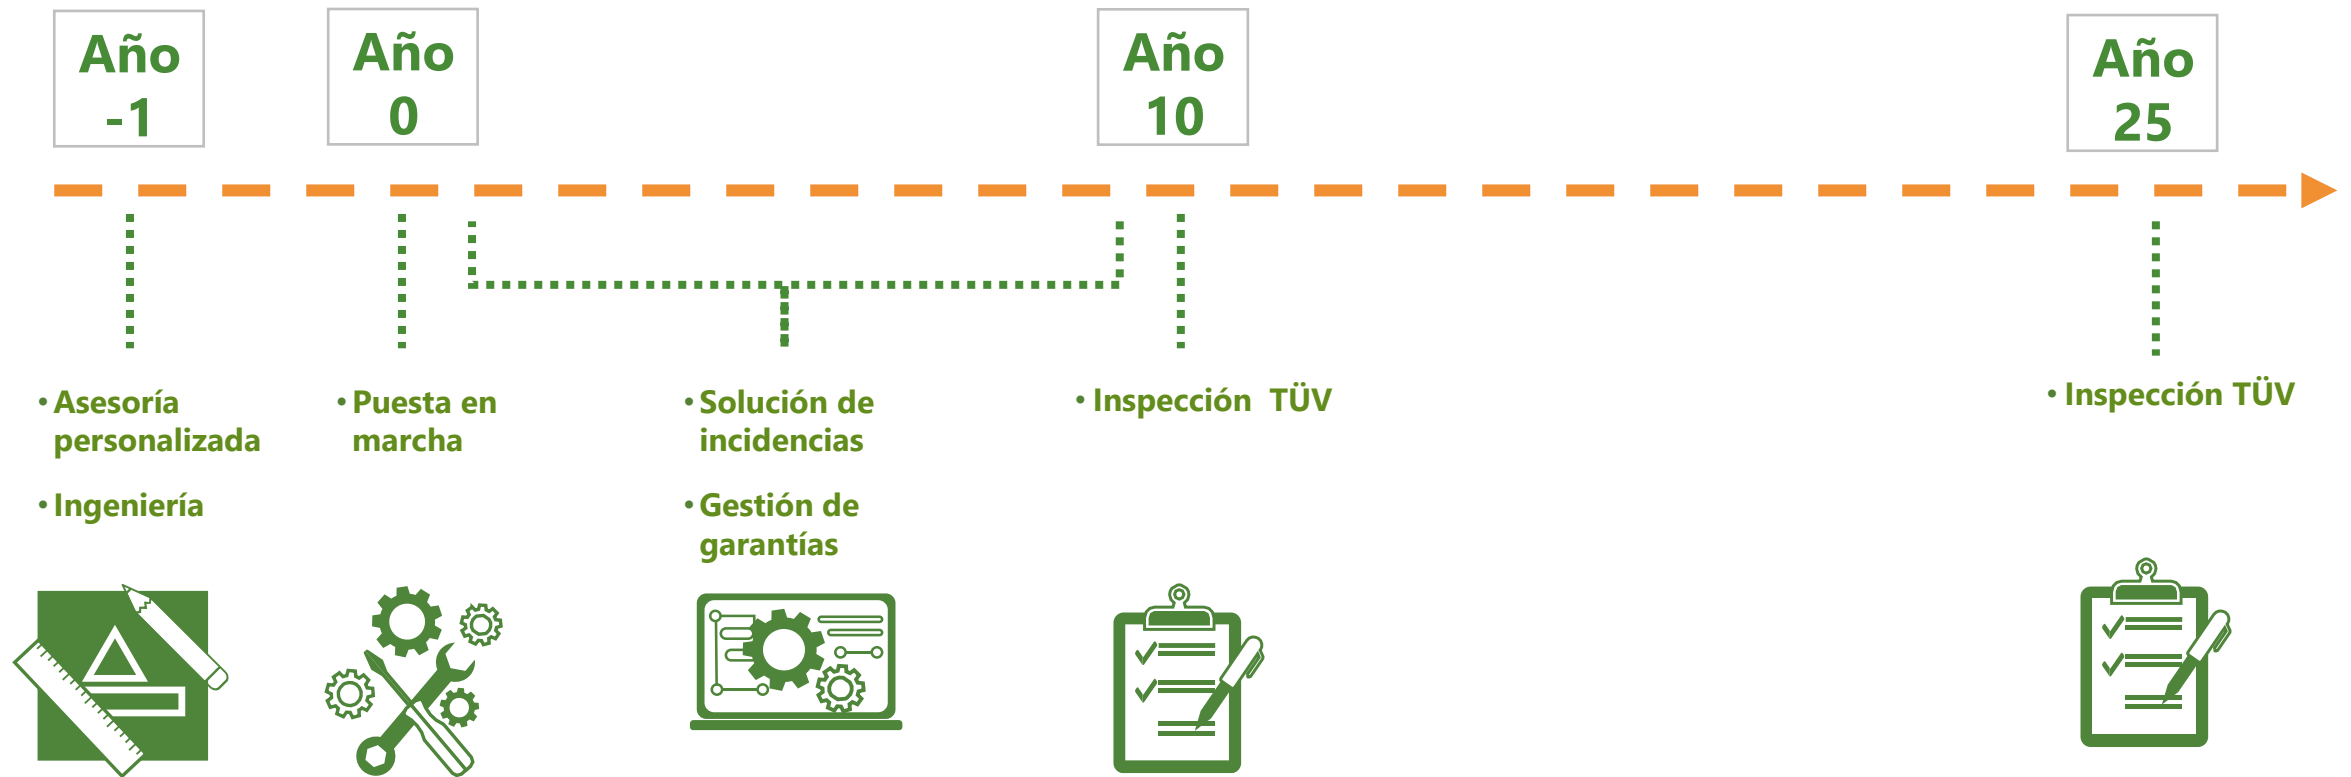 Año
-1
Año
0
Año
10
Año
25
• Asesoría
personalizada
• Ingeniería
• Puesta en
marcha
• Solución de
incidencias
• Gestión de
garantías
• Inspección TÜV
• Inspección TÜV